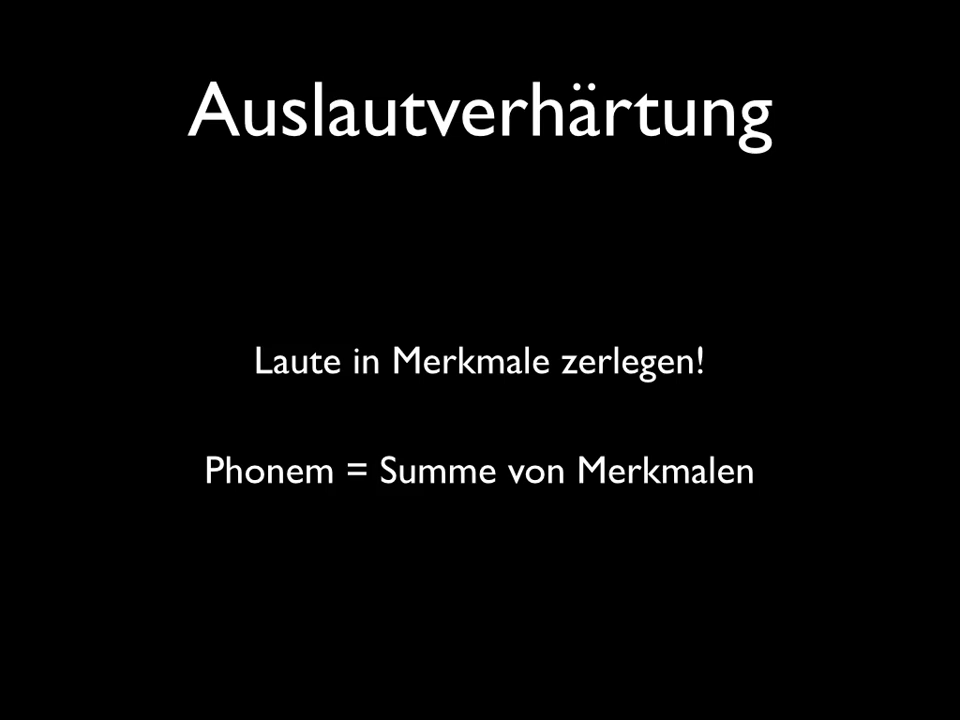 Auslautverhärtung
Laute in Merkmale zerlegen!
Phonem = Summe von Merkmalen